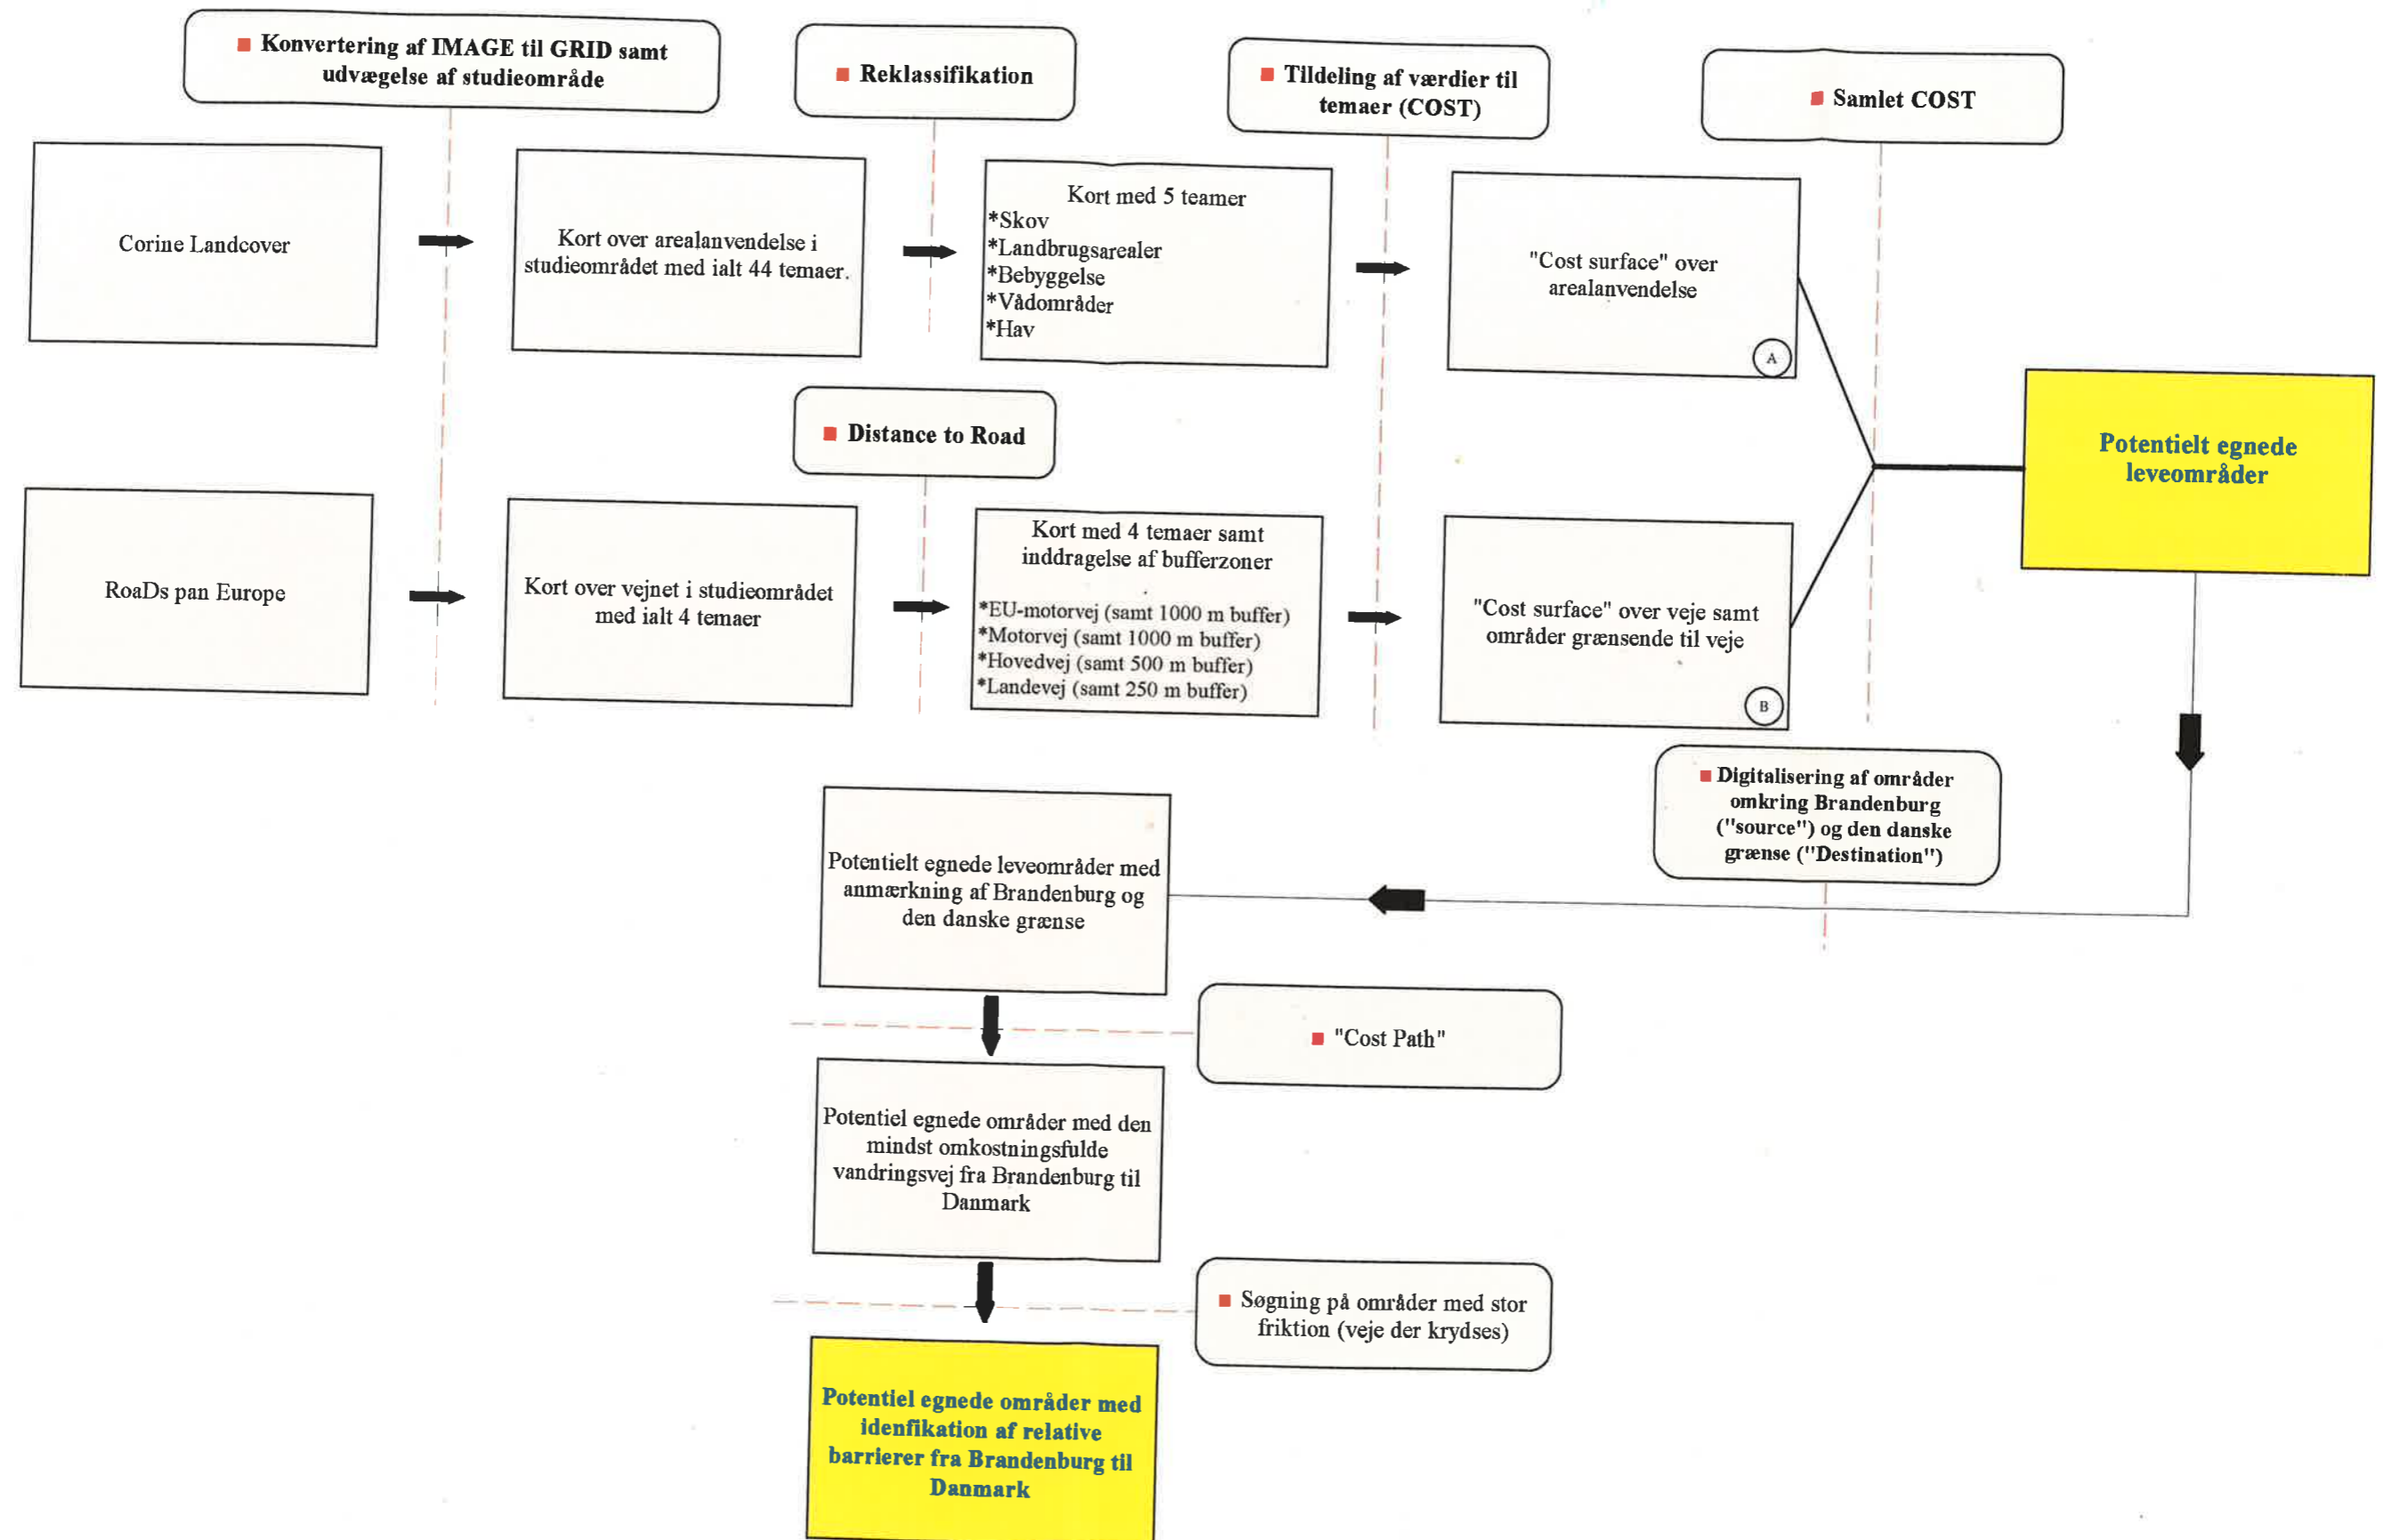 Konvertering af IMAGE til GRID samt
udvægelse af studieområde
Reklassifikation
Tildeling af værdier til
temaer (COST)
Samlet COST
Corine Landcover
Kort over arealanvendelse i
studieområdet med ialt 44 temaer.
Kort med 5 teamer
*Skov
*Landbrugsarealer
*Bebyggelse
*Vådområder
*Hav
"Cost surface" over
arealanvendelse
A
Distance to Road
Potentielt egnede
leveområder
RoaDs pan Europe
Kort over vejnet i studieområdet
med ialt 4 temaer
Kort med 4 temaer samt
inddragelse af bufferzoner
*EU-motorvej (samt 1000 m buffer)
*Motorvej (samt 1000 m buffer)
*Hovedvej (samt 500 m buffer)
*Landevej (samt 250 m buffer)
"Cost surface" over veje samt
områder grænsende til veje
B
Digitalisering af områder
omkring Brandenburg
("source") og den danske
grænse ("Destination")
Potentielt egnede leveområder med
anmærkning af Brandenburg og
den danske grænse
"Cost Path"
Potentiel egnede områder med den
mindst omkostningsfulde
vandringsvej fra Brandenburg til
Danmark
Søgning på områder med stor
friktion (veje der krydses)
Potentiel egnede områder med
idenfikation af relative
barrierer fra Brandenburg til
Danmark